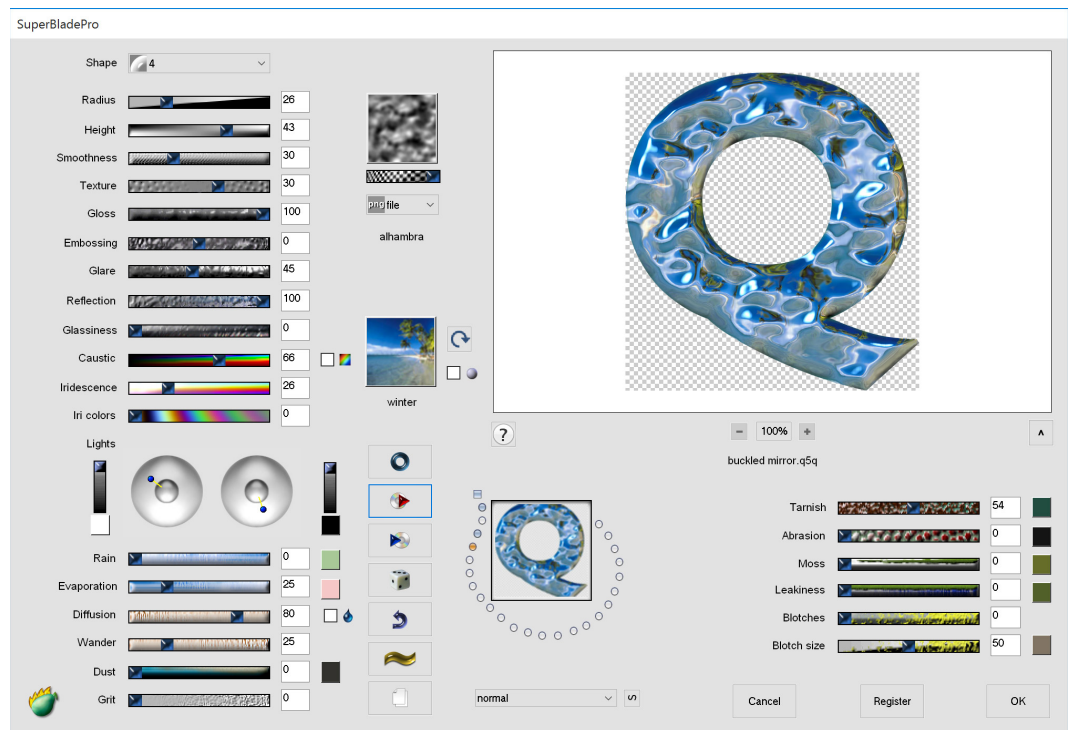 SuperBladePro
Shape 4
Radius 26
Height 43
Smoothness 30
Texture 30
Gloss 100
Embossing 0
Glare 45
Reflection 100
Glassiness 0
Caustic 66
Iridescence 26
Iri colors 0
Lights
Rain 0
Evaporation 25
Diffusion 80
Wander 25
Dust 0
Grit 0
png file
alhambra
winter
?
- 100% +
ʌ
buckled mirror.q5q
normal
S
Tarnish 54
Abrasion 0
Moss 0
Leakiness 0
Blotches 0
Blotch size 50
Cancel
Register
OK